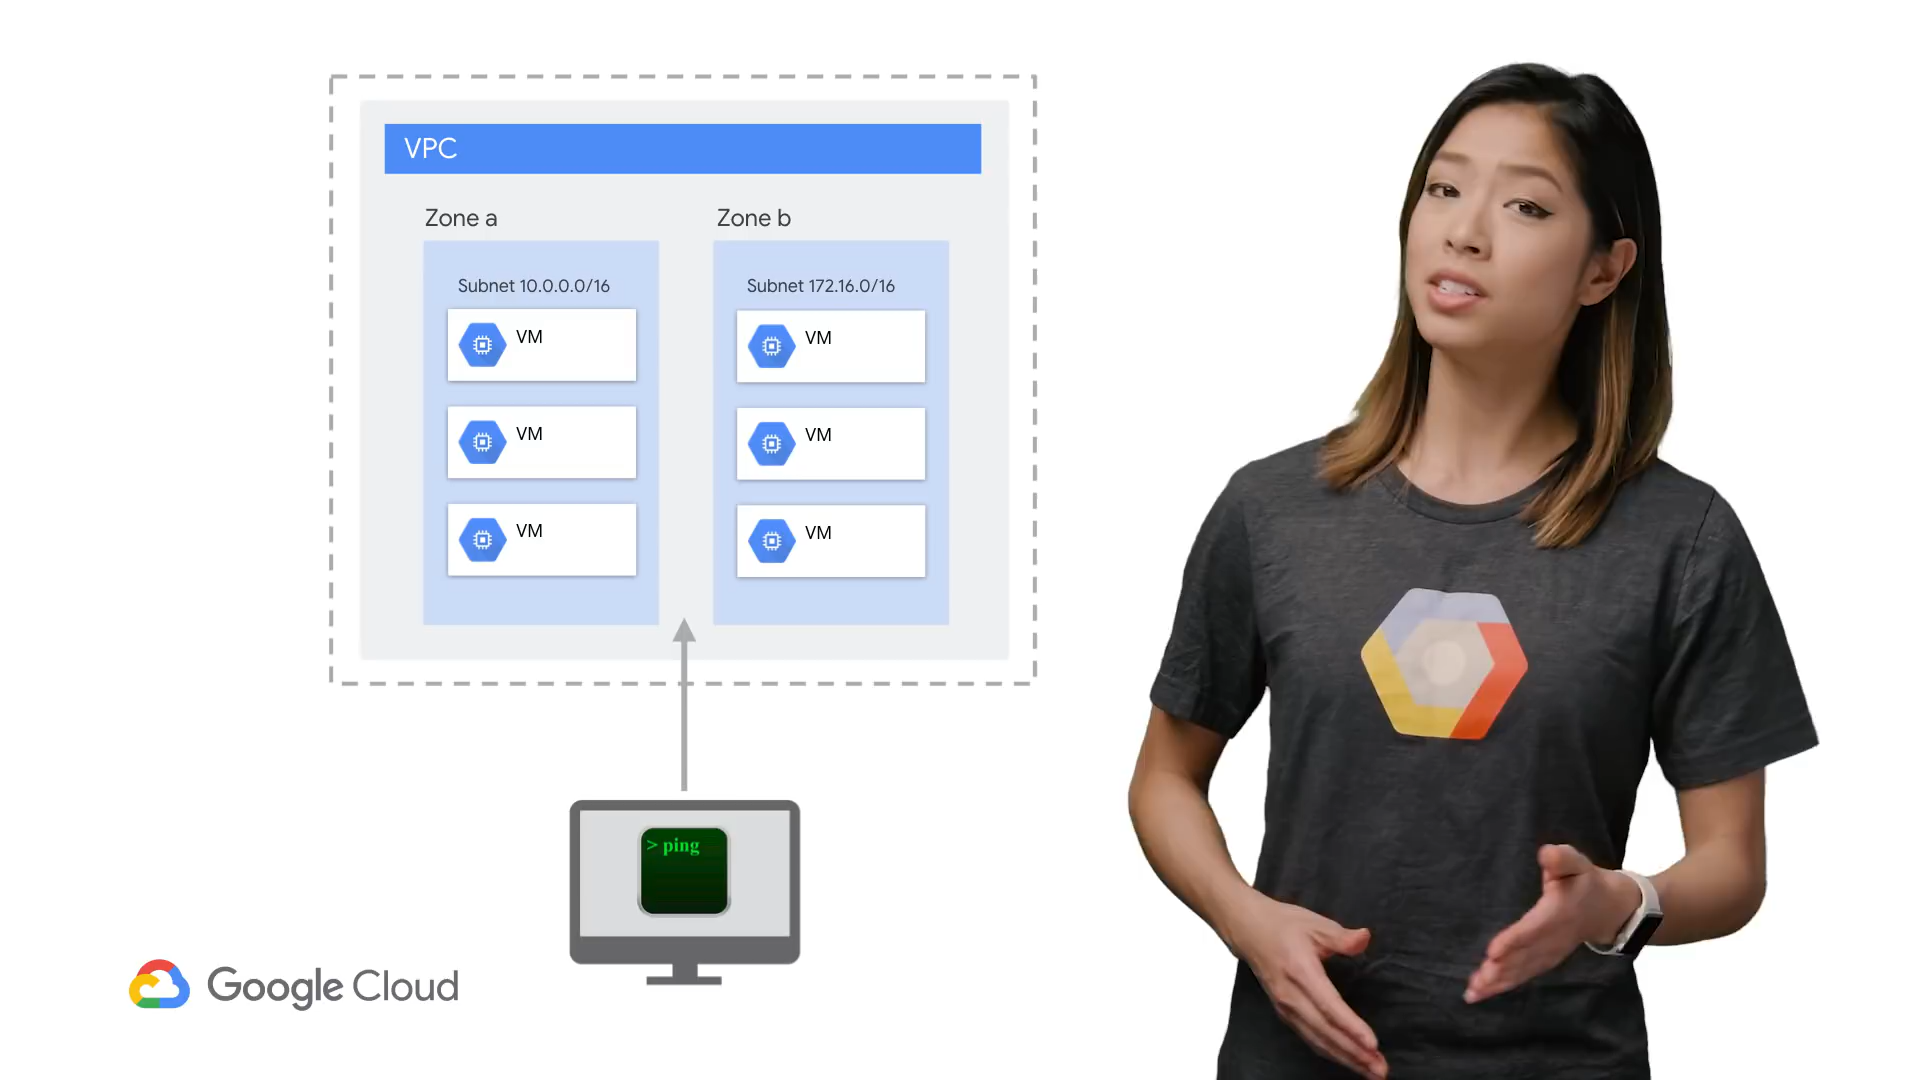 VPC
Zone a
Subnet 10.0.0.0/16
VM
VM
VM
Zone b
Subnet 172.16.0/16
VM
VM
VM
> ping
Google Cloud